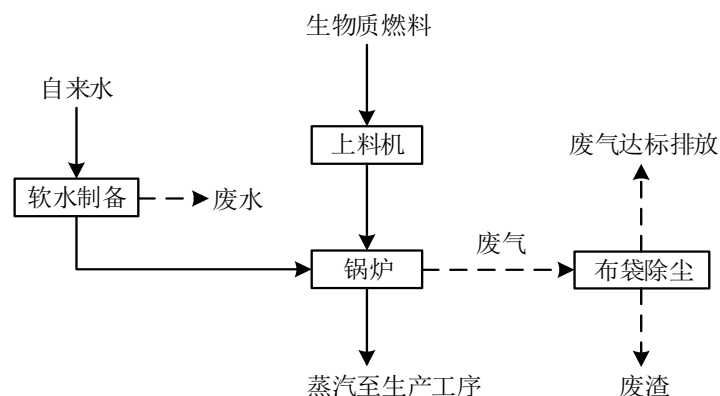 生物质燃料
自来水
上料机
废气达标排放
软水制备
废水
废气
锅炉
布袋除尘
蒸汽至生产工序
废渣